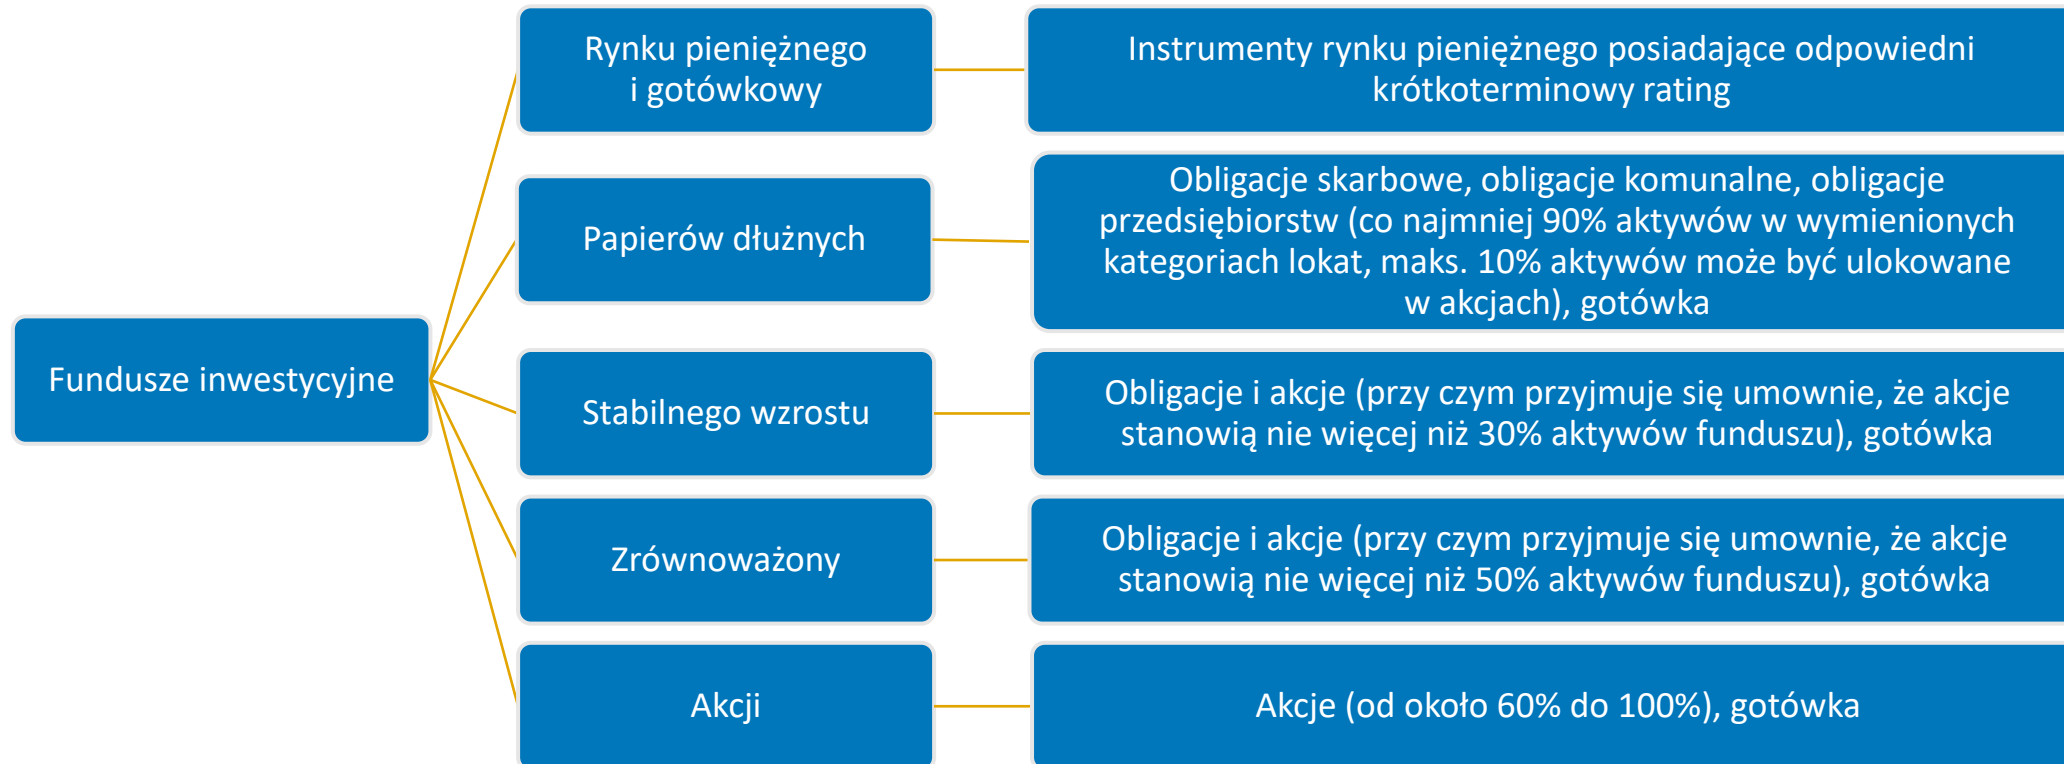 Fundusze inwestycyjne
Rynku pieniężnego
i gotówkowy
Instrumenty rynku pieniężnego posiadające odpowiedni
krótkoterminowy rating
Papierów dłużnych
Obligacje skarbowe, obligacje komunalne, obligacje
przedsiębiorstw (co najmniej 90% aktywów w wymienionych
kategoriach lokat, maks. 10% aktywów może być ulokowane
w akcjach), gotówka
Stabilnego wzrostu
Obligacje i akcje (przy czym przyjmuje się umownie, że akcje
stanowią nie więcej niż 30% aktywów funduszu), gotówka
Zrównoważony
Obligacje i akcje (przy czym przyjmuje się umownie, że akcje
stanowią nie więcej niż 50% aktywów funduszu), gotówka
Akcji
Akcje (od około 60% do 100%), gotówka